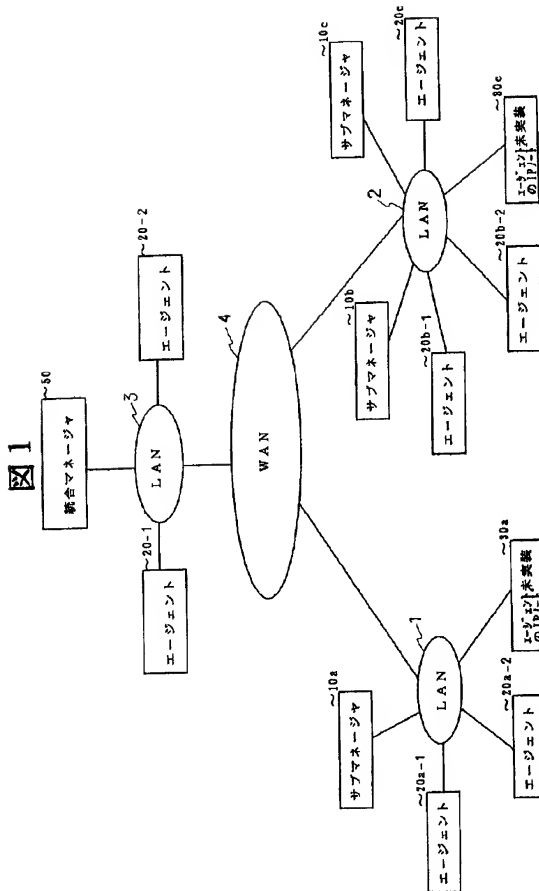 図1
~50
統合マネージャ
3
LAN
20-1
エージェント
~20-2
エージェント
4
WAN
1
LAN
~10a
サブマネージャ
~20a-1
エージェント
~20a-2
エージェント
~30a
エージェント未実装
のIPノード
2
LAN
~10b
サブマネージャ
~10c
サブマネージャ
~20b-1
エージェント
~20b-2
エージェント
~20c
エージェント
~30c
エージェント未実装
のIPノード